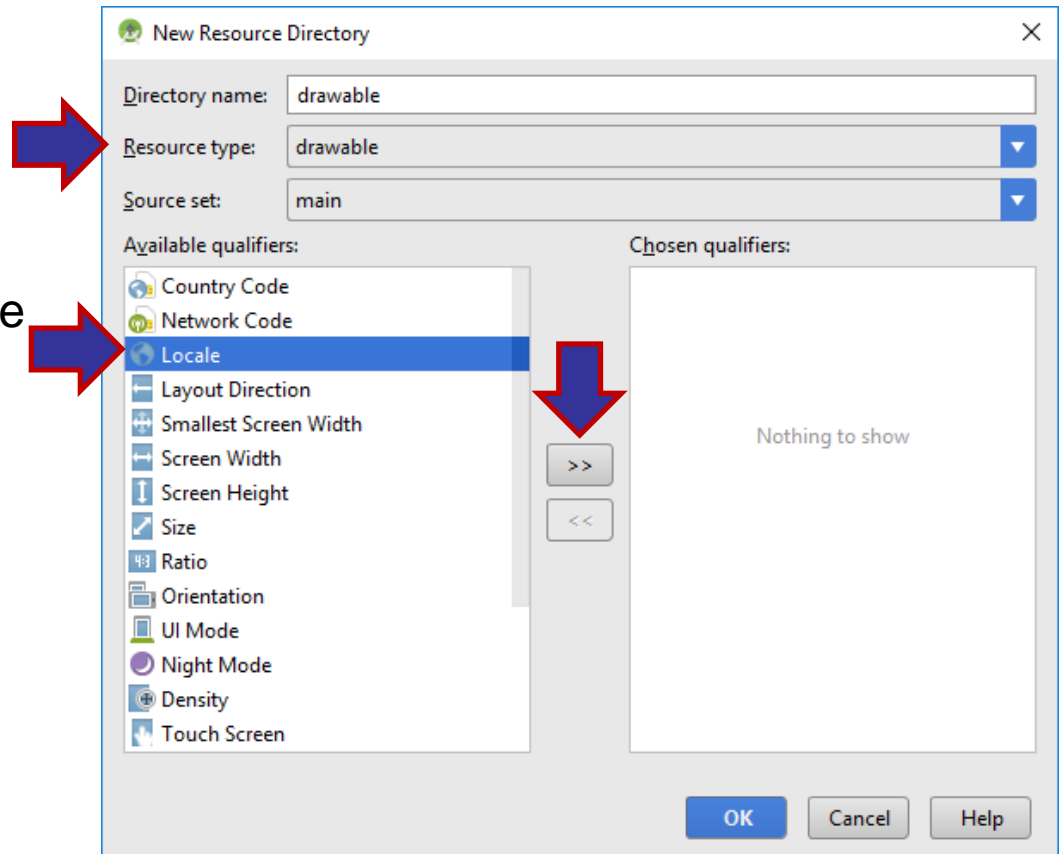 New Resource Directory
Directory name: drawable
Resource type: drawable
Source set: main
Available qualifiers: Chosen qualifiers:
Country Code
e
Network Code
Locale
Layout Direction
Smallest Screen Width
Nothing to show
Screen Width
>>
Screen Height
Size
<<
4:3 Ratio
Orientation
UI Mode
Night Mode
Density
Touch Screen
OK Cancel Help